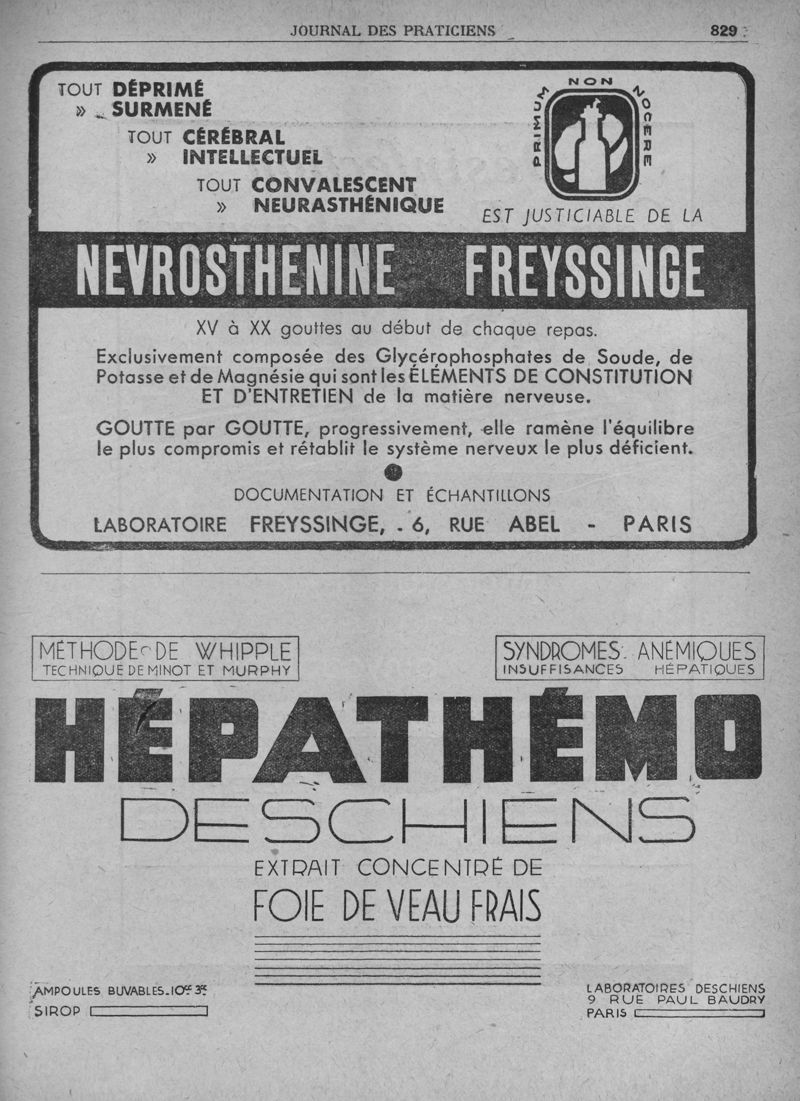 JOURNAL DES PRATICIENS
829
TOUT DÉPRIMÉ
» SURMENÉ
TOUT CÉRÉBRAL
» INTELLECTUEL
TOUT CONVALESCENT
» NEURASTHÉNIQUE
PRIMUM NON NOCERE
EST JUSTICIABLE DE LA
NEVROSTHENINE FREYSSINGE
XV à XX gouttes au début de chaque repas.
Exclusivement composée des Glycérophosphates de Soude, de
Potasse et de Magnésie qui sont les ÉLÉMENTS DE CONSTITUTION
ET D'ENTRETIEN de la matière nerveuse.
GOUTTE par GOUTTE, progressivement, elle ramène l'équilibre
le plus compromis et rétablit le système nerveux le plus déficient.
DOCUMENTATION ET ÉCHANTILLONS
LABORATOIRE FREYSSINGE, . 6, RUE ABEL - PARIS
MÉTHODE DE WHIPPLE
TECHNIQUE DE MINOT ET MURPHY
SYNDROMES ANÉMIQUES
INSUFFISANCES HÉPATIQUES
HÉPATHÉMO
DESCHIENS
EXTRAIT CONCENTRÉ DE
FOIE DE VEAU FRAIS
AMPOULES BUVABLES_10cc 3cc
SIROP
LABORATOIRES DESCHIENS
9 RUE PAUL BAUDRY
PARIS